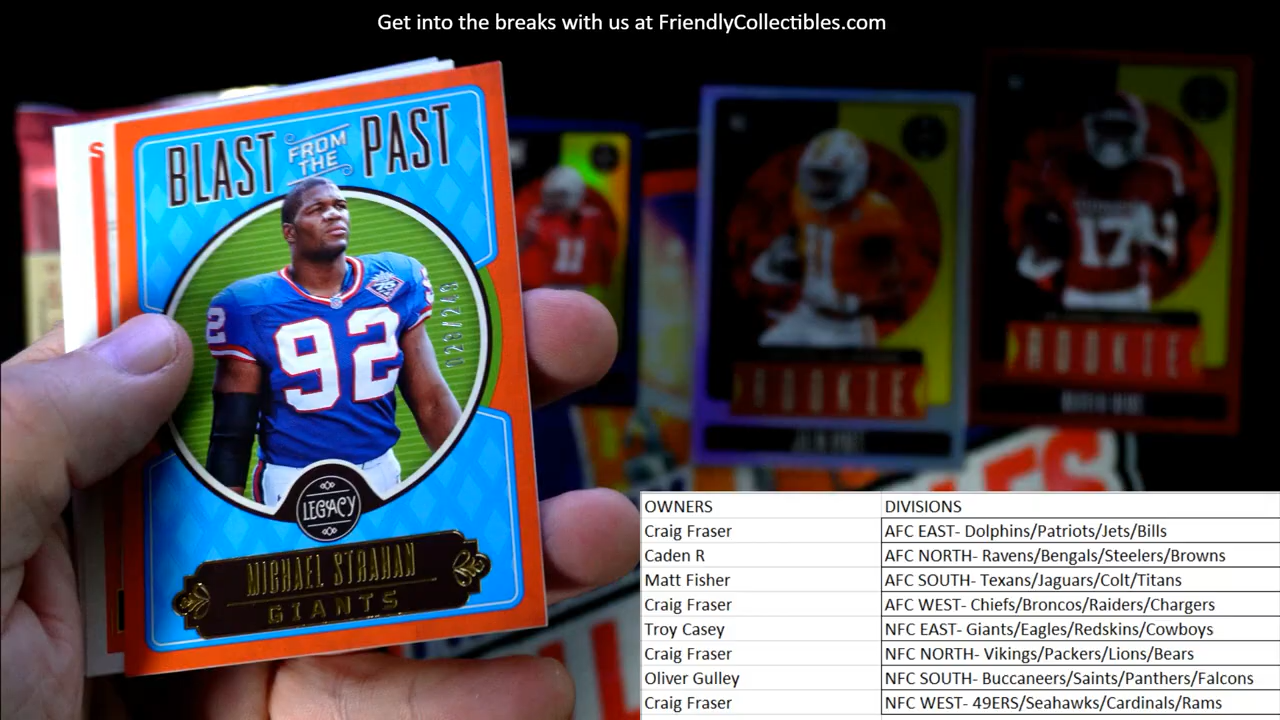 Get into the breaks with us at FriendlyCollectibles.com
BLAST FROM THE PAST
92
LEGACY
MICHAEL STRAHAN
GIANTS
11
11
ROOKIE
17
ROOKIE
OWNERS DIVISIONS
Craig Fraser AFC EAST- Dolphins/Patriots/Jets/Bills
Caden R AFC NORTH- Ravens/Bengals/Steelers/Browns
Matt Fisher AFC SOUTH- Texans/Jaguars/Colt/Titans
Craig Fraser AFC WEST- Chiefs/Broncos/Raiders/Chargers
Troy Casey NFC EAST- Giants/Eagles/Redskins/Cowboys
Craig Fraser NFC NORTH- Vikings/Packers/Lions/Bears
Oliver Gulley NFC SOUTH- Buccaneers/Saints/Panthers/Falcons
Craig Fraser NFC WEST- 49ERS/Seahawks/Cardinals/Rams